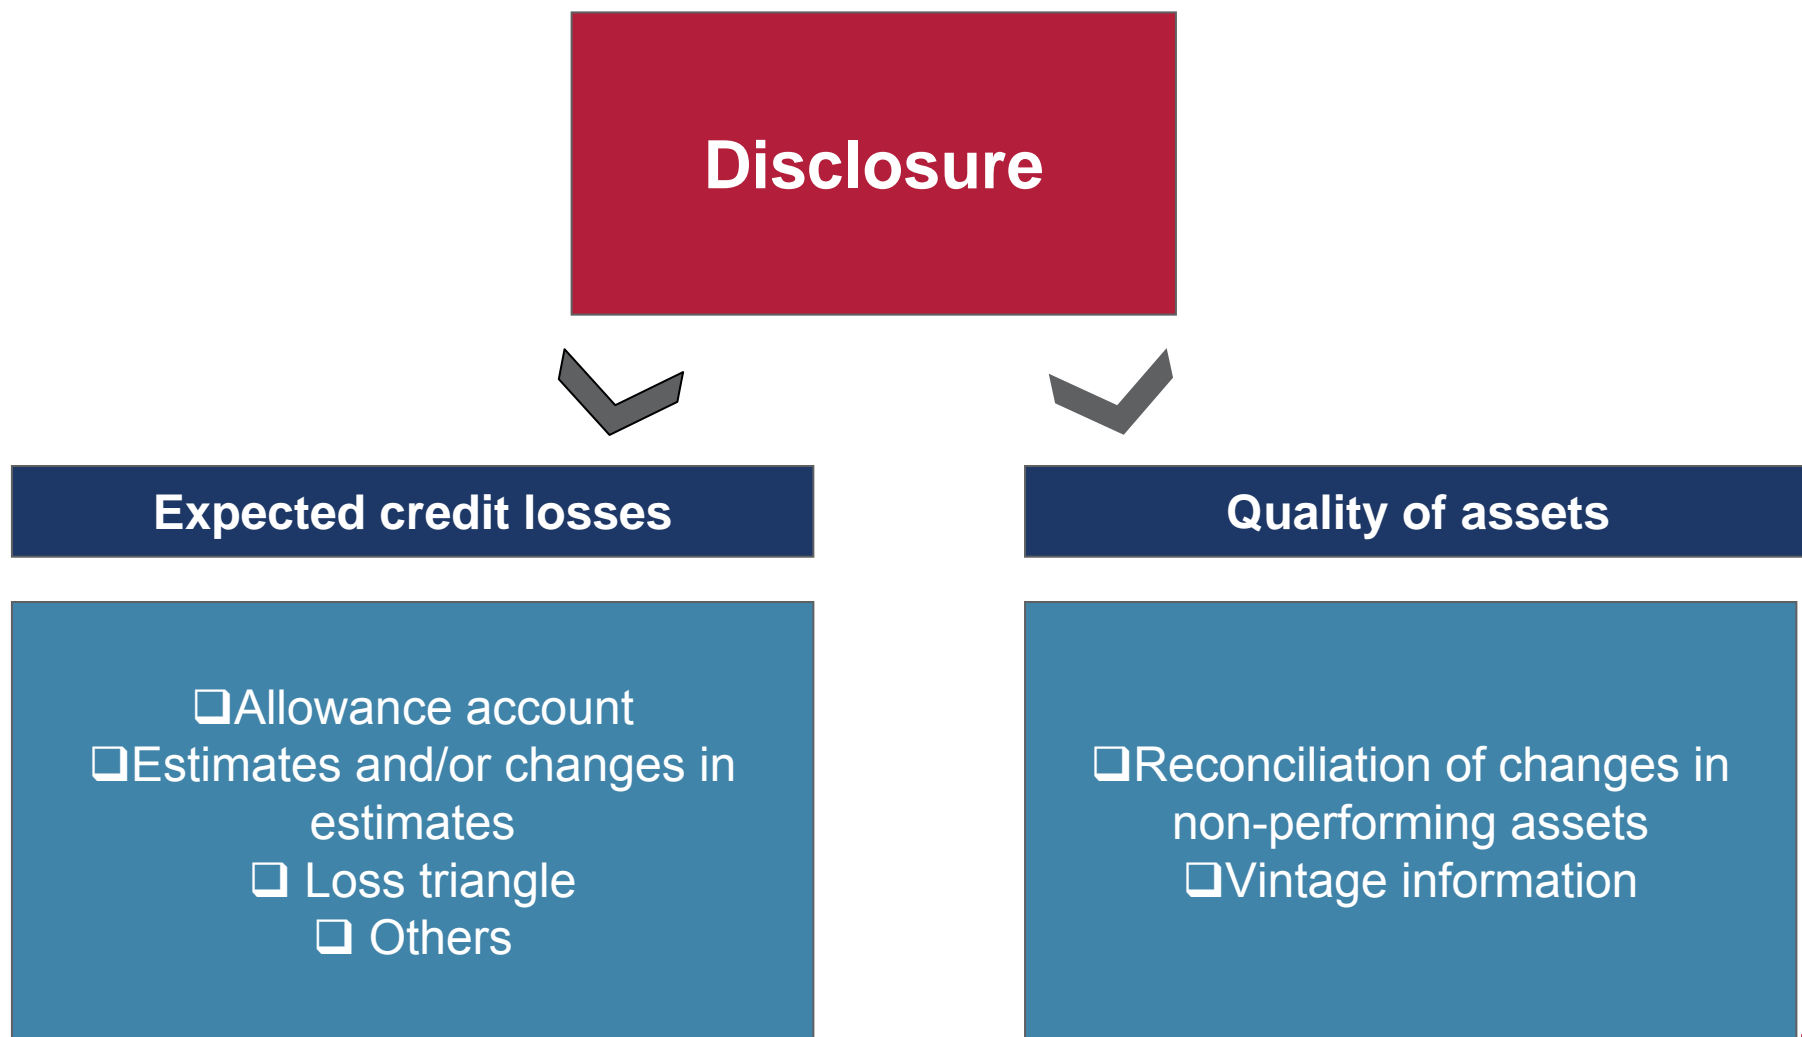 Disclosure
Expected credit losses
Quality of assets
❑Allowance account
❑Estimates and/or changes in
estimates
❑ Loss triangle
❑ Others
❑Reconciliation of changes in
non-performing assets
❑Vintage information